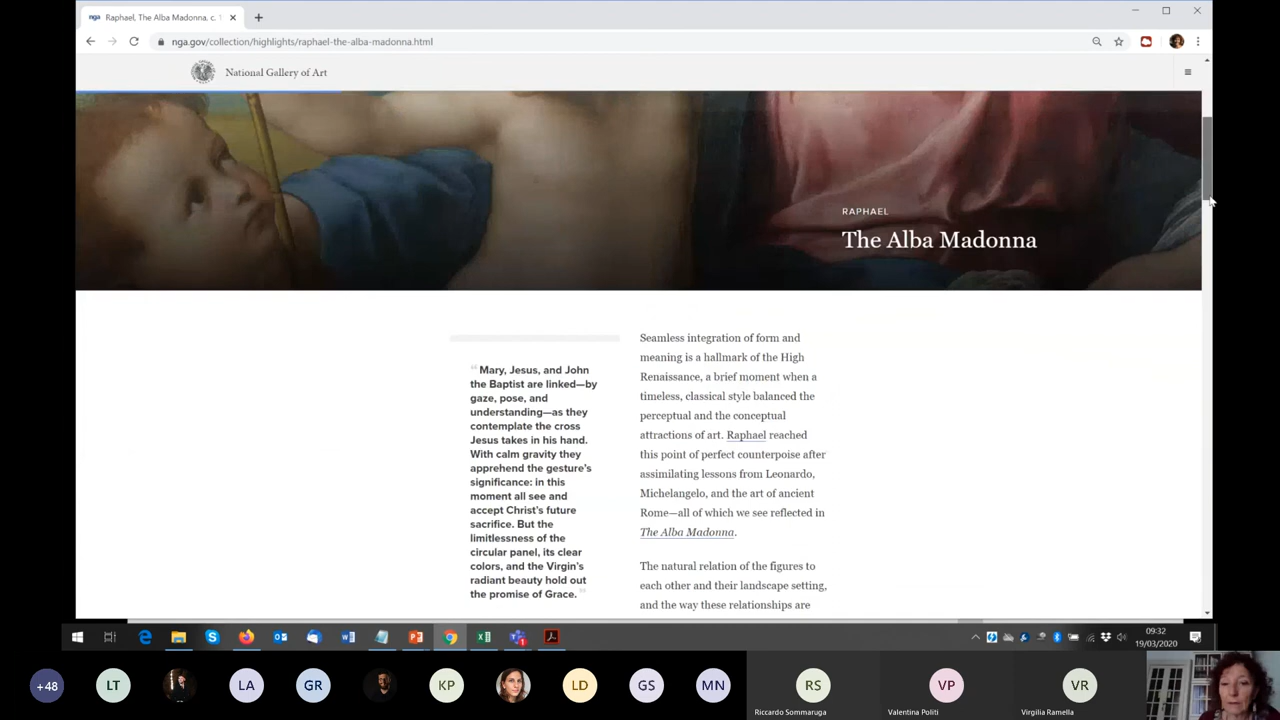 nga
Raphael, The Alba Madonna, c. 1
nga.gov/collection/highlights/raphael-the-alba-madonna.html
National Gallery of Art
RAPHAEL
The Alba Madonna
“ Mary, Jesus, and John
the Baptist are linked—by
gaze, pose, and
understanding—as they
contemplate the cross
Jesus takes in his hand.
With calm gravity they
apprehend the gesture’s
significance: in this
moment all see and
accept Christ’s future
sacrifice. But the
limitlessness of the
circular panel, its clear
colors, and the Virgin’s
radiant beauty hold out
the promise of Grace. ”
Seamless integration of form and
meaning is a hallmark of the High
Renaissance, a brief moment when a
timeless, classical style balanced the
perceptual and the conceptual
attractions of art. Raphael reached
this point of perfect counterpoise after
assimilating lessons from Leonardo,
Michelangelo, and the art of ancient
Rome—all of which we see reflected in
The Alba Madonna.
The natural relation of the figures to
each other and their landscape setting,
and the way these relationships are
09:32
19/03/2020
+48
LT
LA
GR
KP
LD
GS
MN
RS
Riccardo Sommaruga
VP
Valentina Politi
VR
Virgilia Ramella